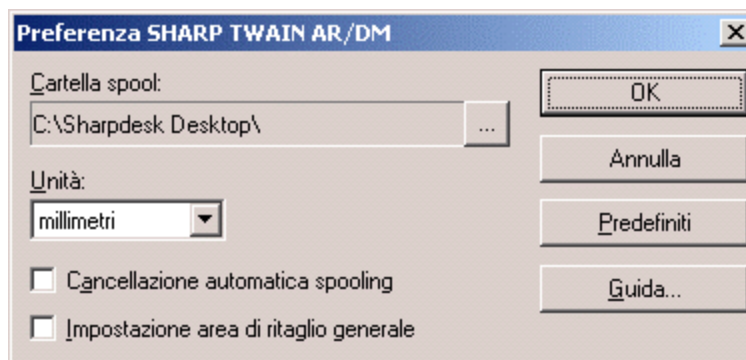 Preferenza SHARP TWAIN AR/DM
Cartella spool:
C:\Sharpdesk Desktop\
...
Unità:
millimetri
Cancellazione automatica spooling
Impostazione area di ritaglio generale
OK
Annulla
Predefiniti
Guida...